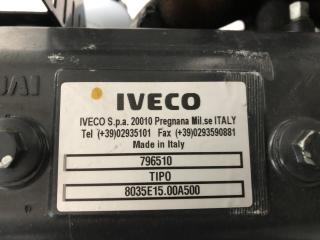 IVECO
IVECO S.p.a. 20010 Pregnana Mil.se ITALY
Tel (+39)02935101 Fax (+39)0293590881
Made in Italy
796510
TIPO
8035E15.00A500